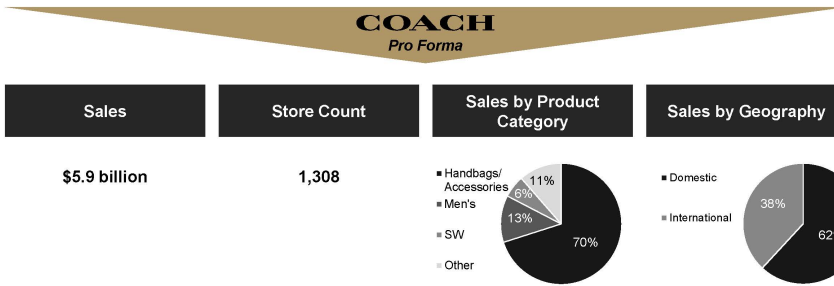 COACH
Pro Forma
Sales
Store Count
Sales by Product
Category
Sales by Geography
$5.9 billion
1,308
Handbags/
Accessories
Men's
SW
Other
11%
6%
13%
70%
Domestic
International
38%
62